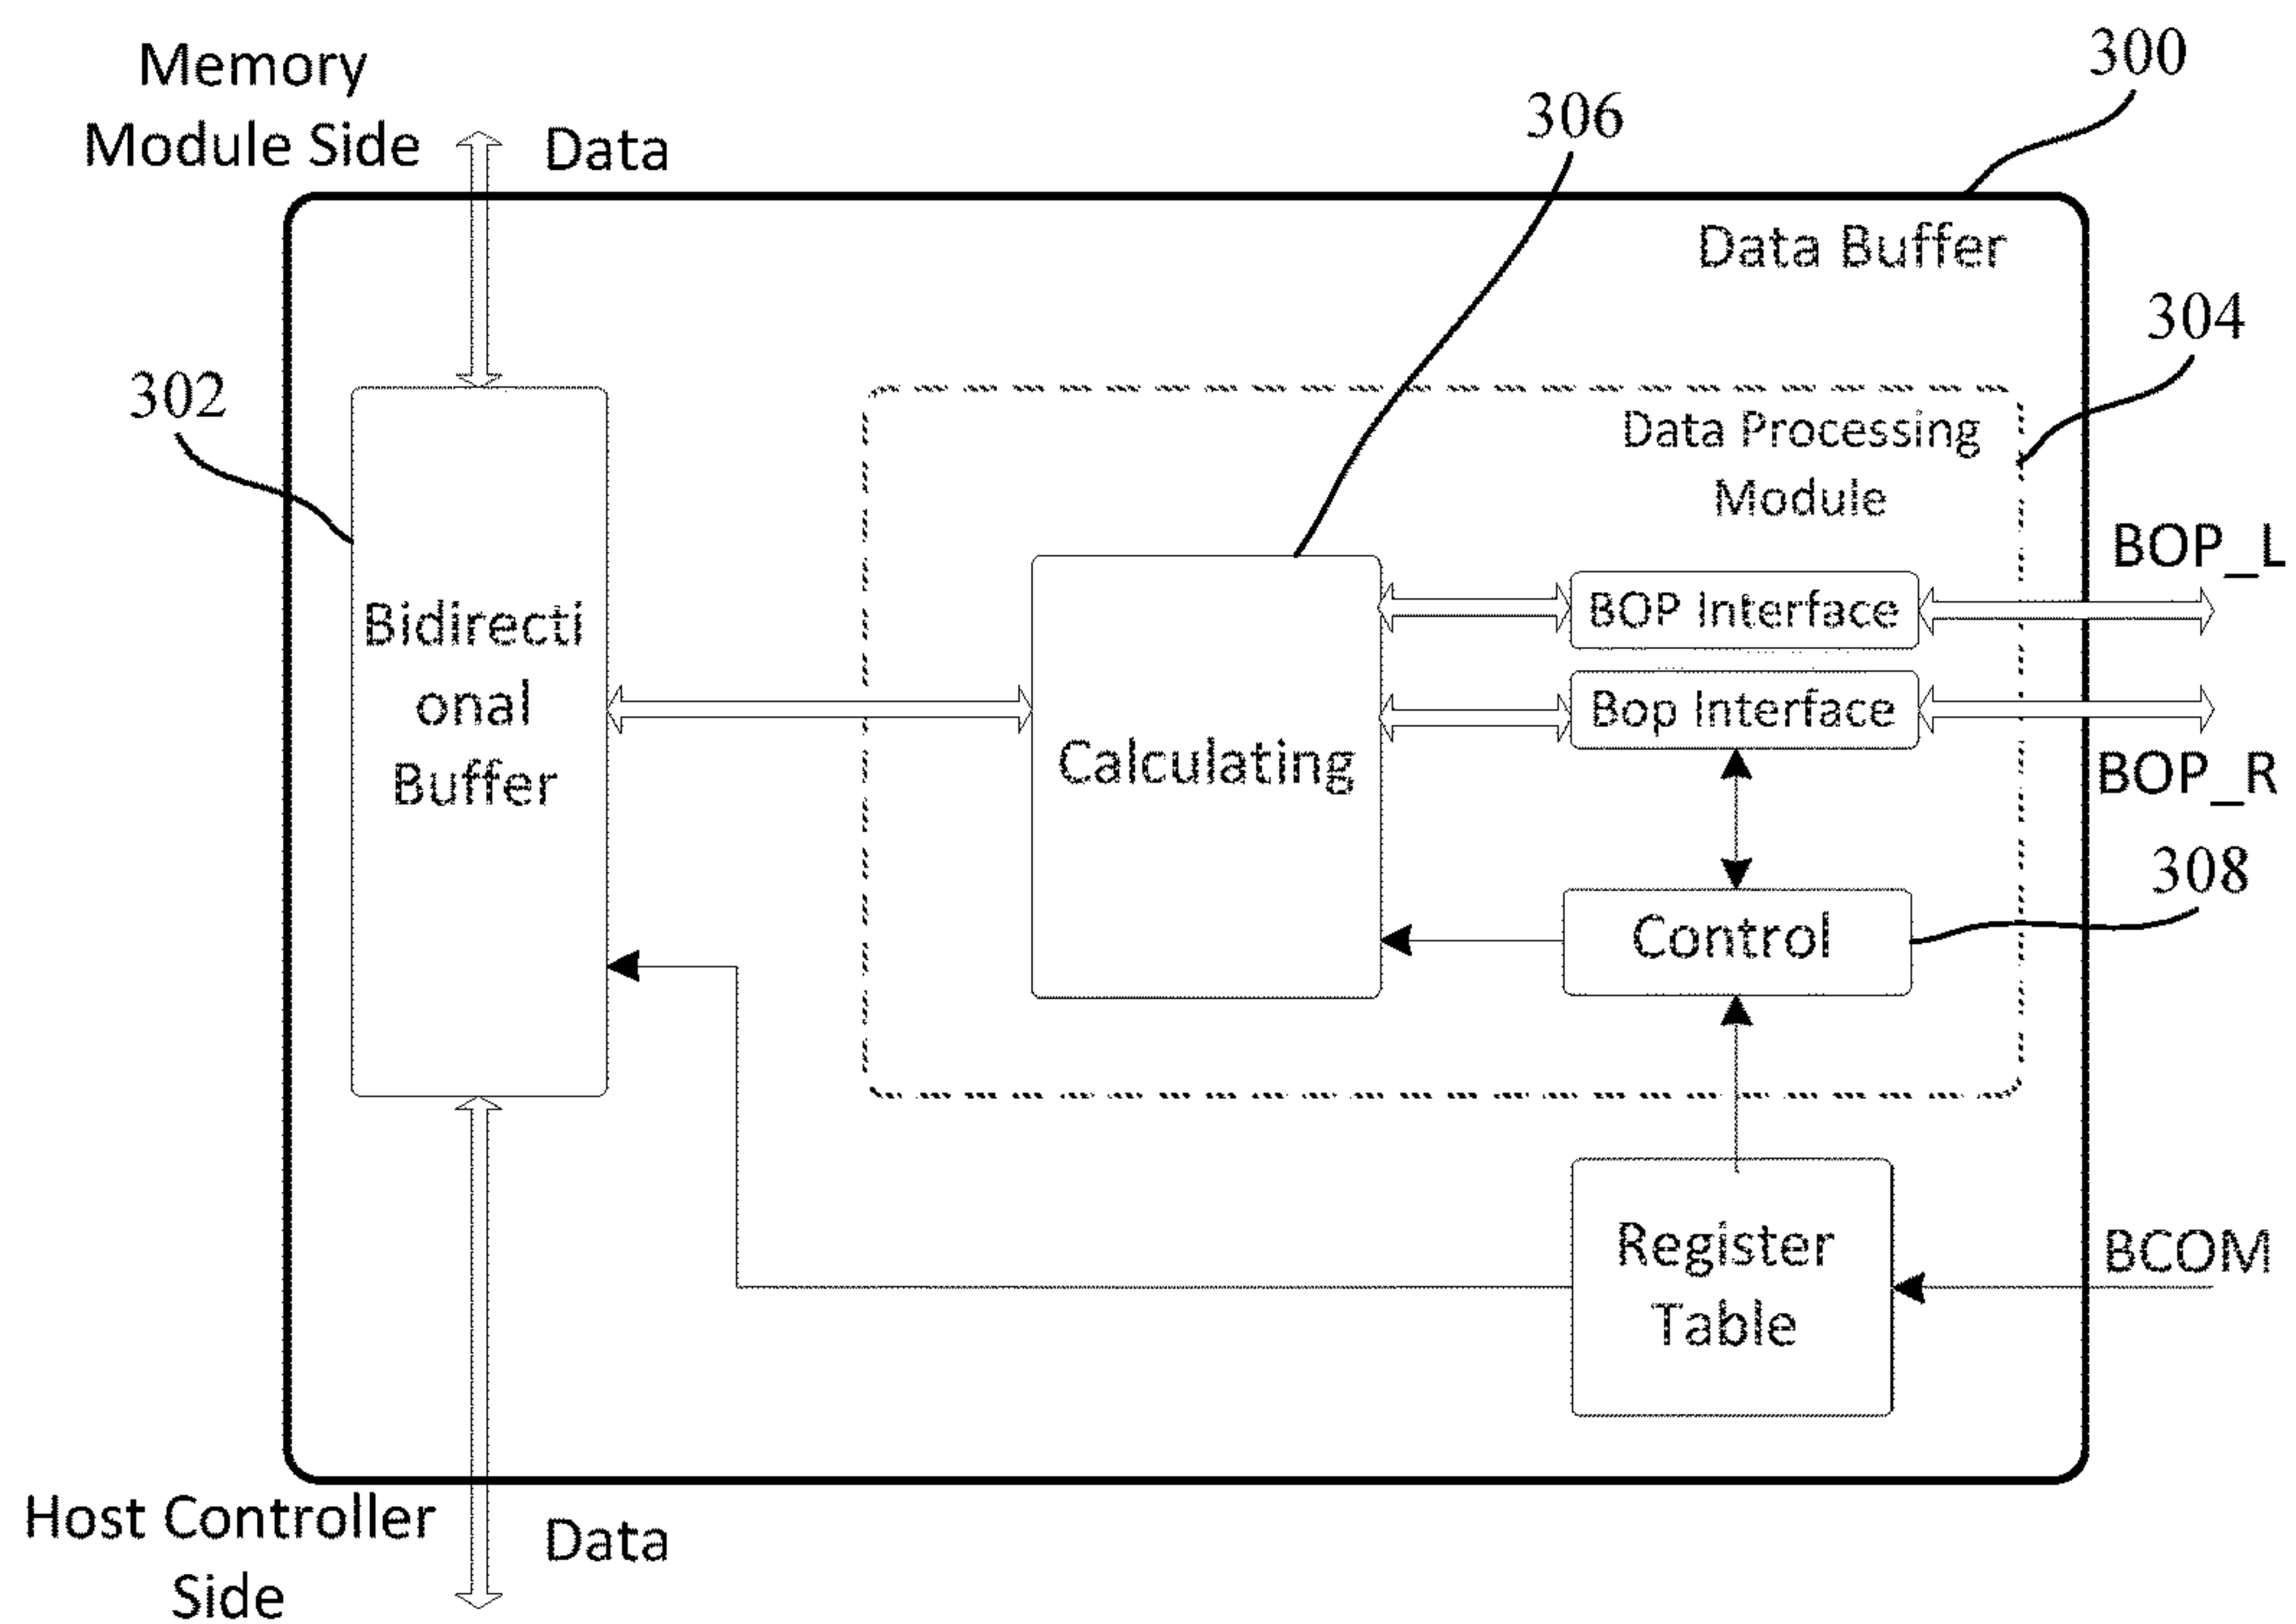 300
Memory
Module Side
Data
306
Data Buffer
304
302
Data Processing
Module
BOP_L
BOP Interface
Bidirecti
onal
Buffer
Bop Interface
Calculating
BOP_R
308
Control
Register
Table
BCOM
Host Controller
Side
Data